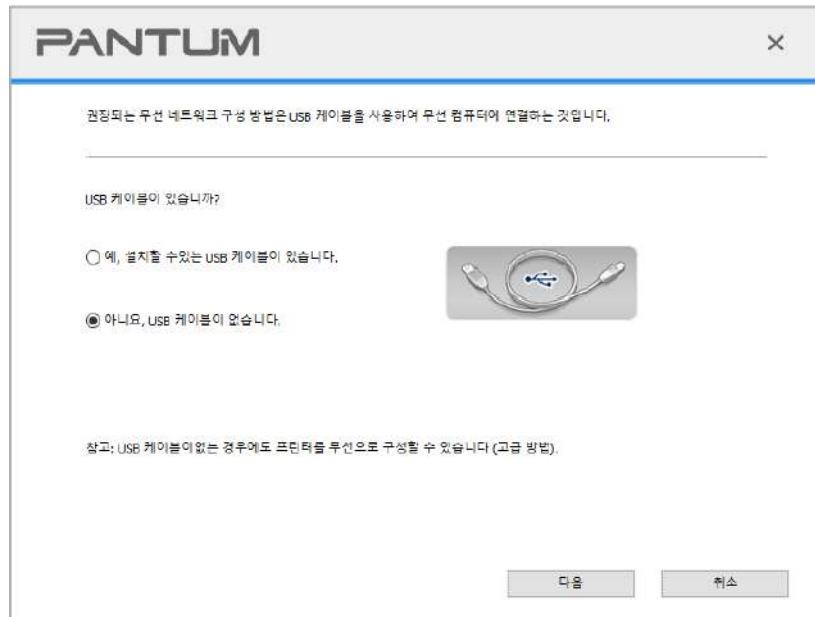 PANTUM
권장되는 무선 네트워크 구성 방법은 USB 케이블을 사용하여 무선 컴퓨터에 연결하는 것입니다.
USB 케이블이 있습니까?
예, 설치할 수있는 USB 케이블이 있습니다.
아니요, USB 케이블이 없습니다.
참고: USB 케이블이없는 경우에도 프린터를 무선으로 구성할 수 있습니다 (고급 방법).
다음
취소